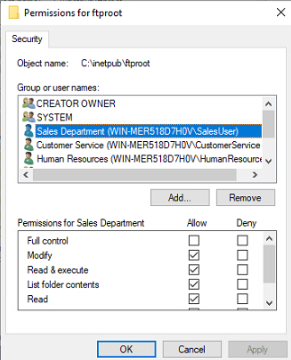 Permissions for ftproot
Security
Object name: C:\inetpub\ftproot
Group or user names:
CREATOR OWNER
SYSTEM
Sales Department (WIN-MER518D7H0V\SalesUser)
Customer Service (WIN-MER518D7H0V\CustomerService
Human Resources (WIN-MER518D7H0V\HumanResource
Add... Remove
Permissions for Sales Department Allow Deny
Full control
Modify
Read & execute
List folder contents
Read
OK Cancel Apply